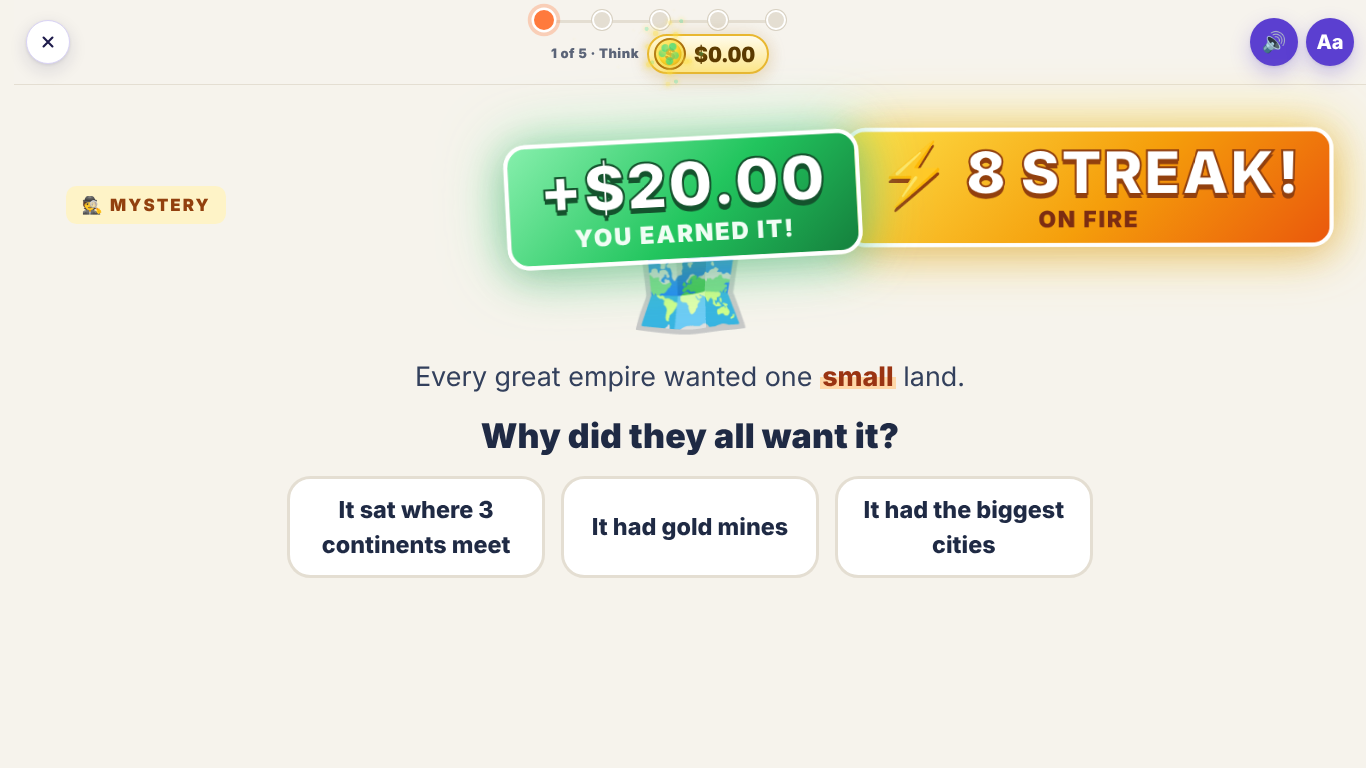 1 of 5 · Think
$0.00
Aa
MYSTERY
+$20.00
YOU EARNED IT!
⚡ 8 STREAK!
ON FIRE
Every great empire wanted one small land.
Why did they all want it?
It sat where 3
continents meet
It had gold mines
It had the biggest
cities